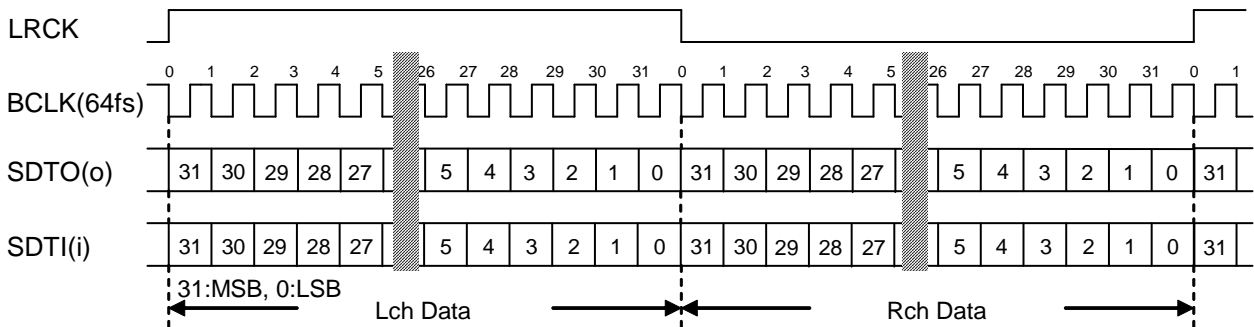 LRCK
0 1 2 3 4 5 26 27 28 29 30 31 0 1 2 3 4 5 26 27 28 29 30 31 0 1
BCLK(64fs)
SDTO(o) 31 30 29 28 27 5 4 3 2 1 0 31 30 29 28 27 5 4 3 2 1 0 31
SDTI(i) 31 30 29 28 27 5 4 3 2 1 0 31 30 29 28 27 5 4 3 2 1 0 31
31:MSB, 0:LSB
Lch Data Rch Data